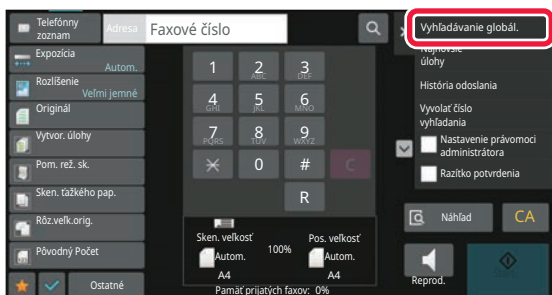 Telefónny
zoznam
Adresa
Faxové číslo
Vyhľadávanie globál.
Expozícia
Autom.
Rozlíšenie
Veľmi jemné
Originál
Vytvor. úlohy
Pom. rež. sk.
Sken. ťažkého pap.
Rôz.veľk.orig.
Pôvodný Počet
Ostatné
1
2
ABC
3
DEF
4
GHI
5
JKL
6
MNO
7
PQRS
8
TUV
9
WXYZ
0
#
C
R
Sken. veľkosť
Autom.
A4
100%
Pos. veľkosť
Autom.
A4
Pamäť prijatých faxov: 0%
Najnovšie
úlohy
História odoslania
Vyvolať číslo
vyhľadania
Nastavenie právomoci
administrátora
Razítko potvrdenia
Náhľad
CA
Reprod.